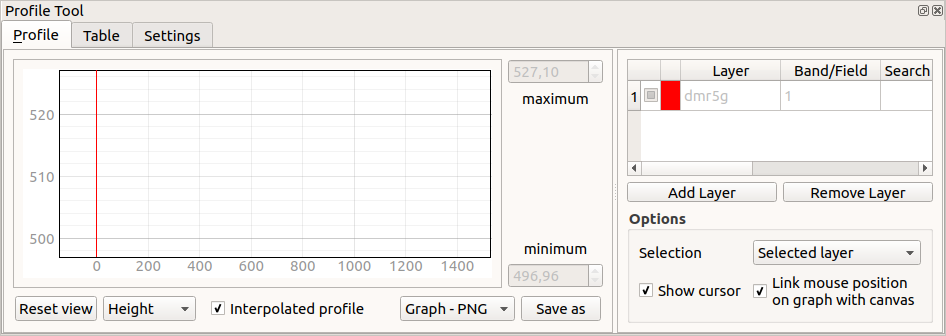 Profile Tool
Profile Table Settings
527,10
maximum
520
510
500
0 200 400 600 800 1000 1200 1400
minimum
496,96
Reset view Height Interpolated profile Graph - PNG Save as
Layer Band/Field Search
1 dmr5g 1
Add Layer Remove Layer
Options
Selection Selected layer
Show cursor Link mouse position
on graph with canvas